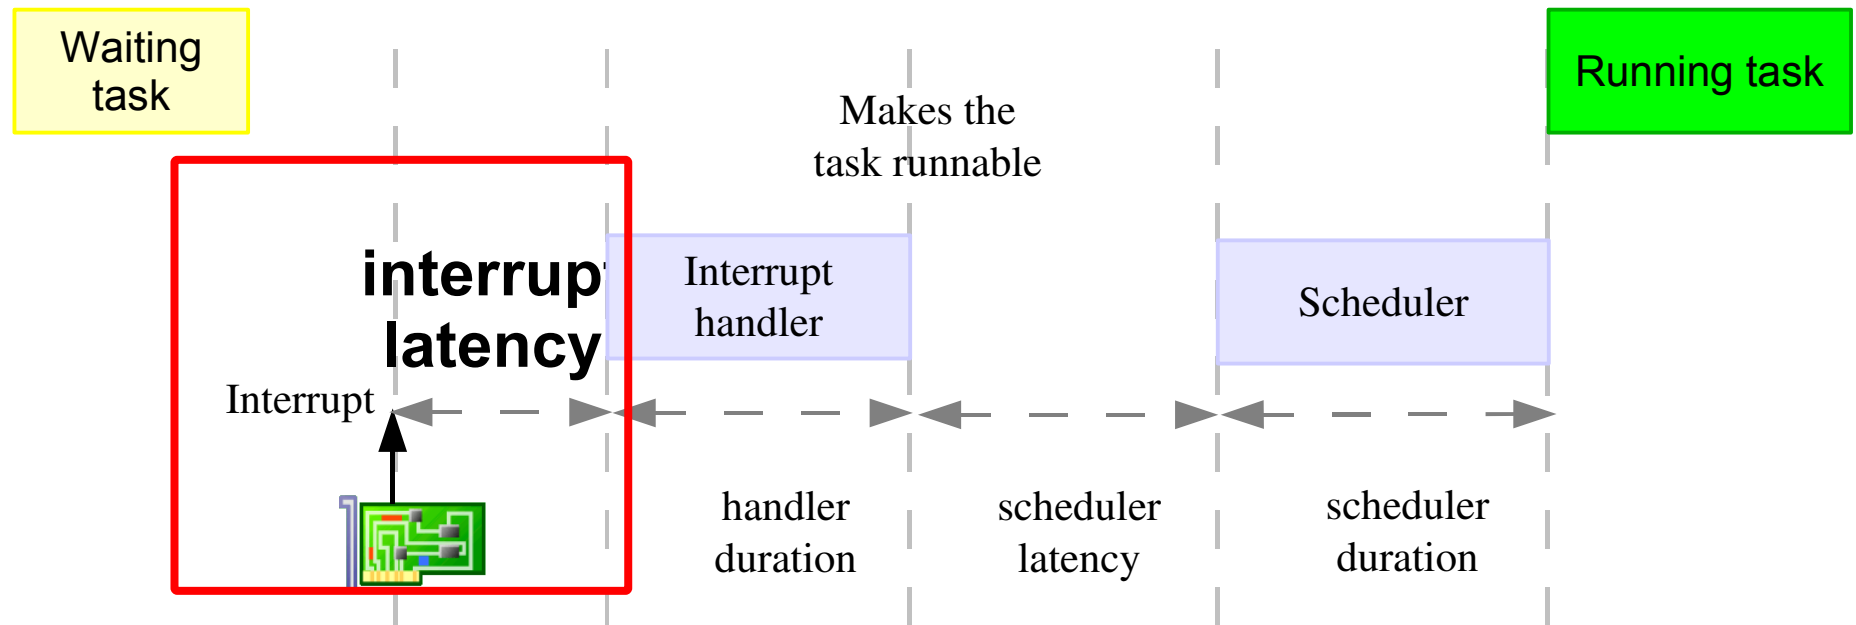 Waiting
task
Running task
Makes the
task runnable
interrupt
latency
Interrupt
handler
Scheduler
Interrupt
handler
duration
scheduler
latency
scheduler
duration